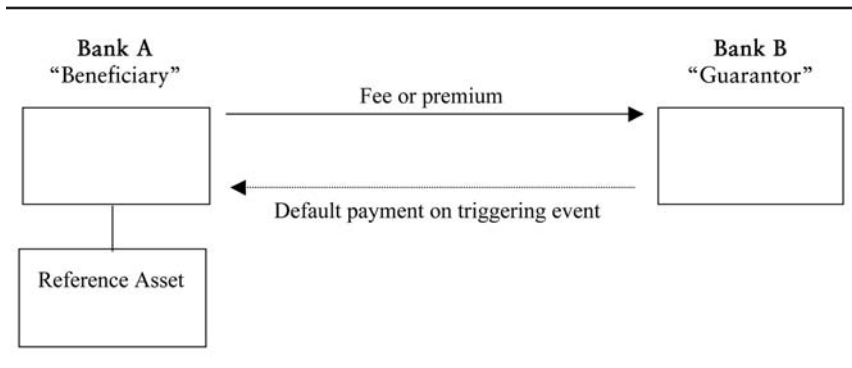 Bank A
“Beneficiary”
Bank B
“Guarantor”
Fee or premium
Default payment on triggering event
Reference Asset